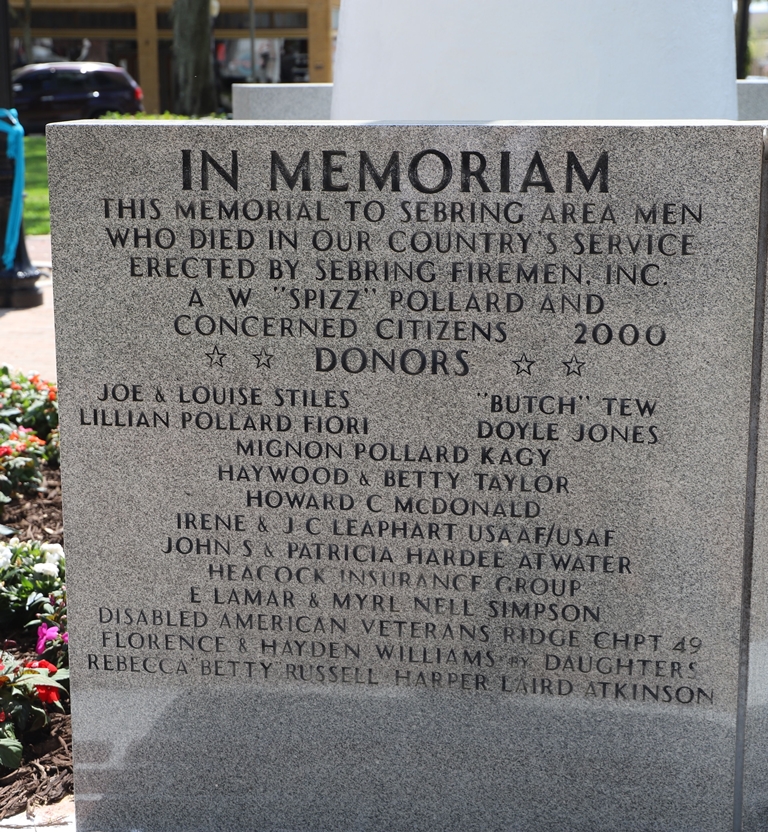 IN MEMORIAM
THIS MEMORIAL TO SEBRING AREA MEN
WHO DIED IN OUR COUNTRY'S SERVICE
ERECTED BY SEBRING FIREMEN, INC.
A W "SPIZZ" POLLARD AND
CONCERNED CITIZENS 2000
☆ ☆ DONORS ☆ ☆
JOE & LOUISE STILES "BUTCH" TEW
LILLIAN POLLARD FIORI DOYLE JONES
MIGNON POLLARD KAGY
HAYWOOD & BETTY TAYLOR
HOWARD C McDONALD
IRENE & J C LEAPHART USAAF/USAF
JOHN S & PATRICIA HARDEE ATWATER
HEACOCK INSURANCE GROUP
E LAMAR & MYRL NELL SIMPSON
DISABLED AMERICAN VETERANS RIDGE CHPT 49
FLORENCE & HAYDEN WILLIAMS BY DAUGHTERS
REBECCA BETTY RUSSELL HARPER LAIRD ATKINSON